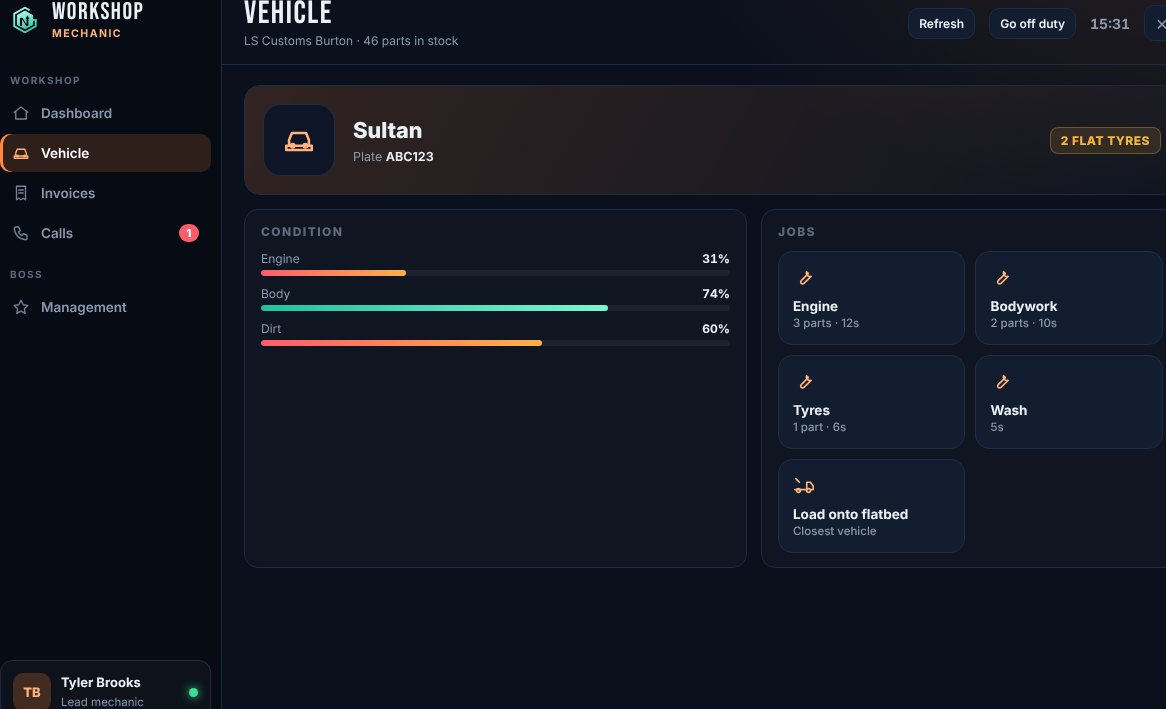 WORKSHOP
MECHANIC
WORKSHOP
Dashboard
Vehicle
Invoices
Calls
1
BOSS
Management
TB
Tyler Brooks
Lead mechanic
VEHICLE
LS Customs Burton · 46 parts in stock
Refresh
Go off duty
15:31
Sultan
Plate ABC123
2 FLAT TYRES
CONDITION
Engine 31%
Body 74%
Dirt 60%
JOBS
Engine
3 parts · 12s
Bodywork
2 parts · 10s
Tyres
1 part · 6s
Wash
5s
Load onto flatbed
Closest vehicle